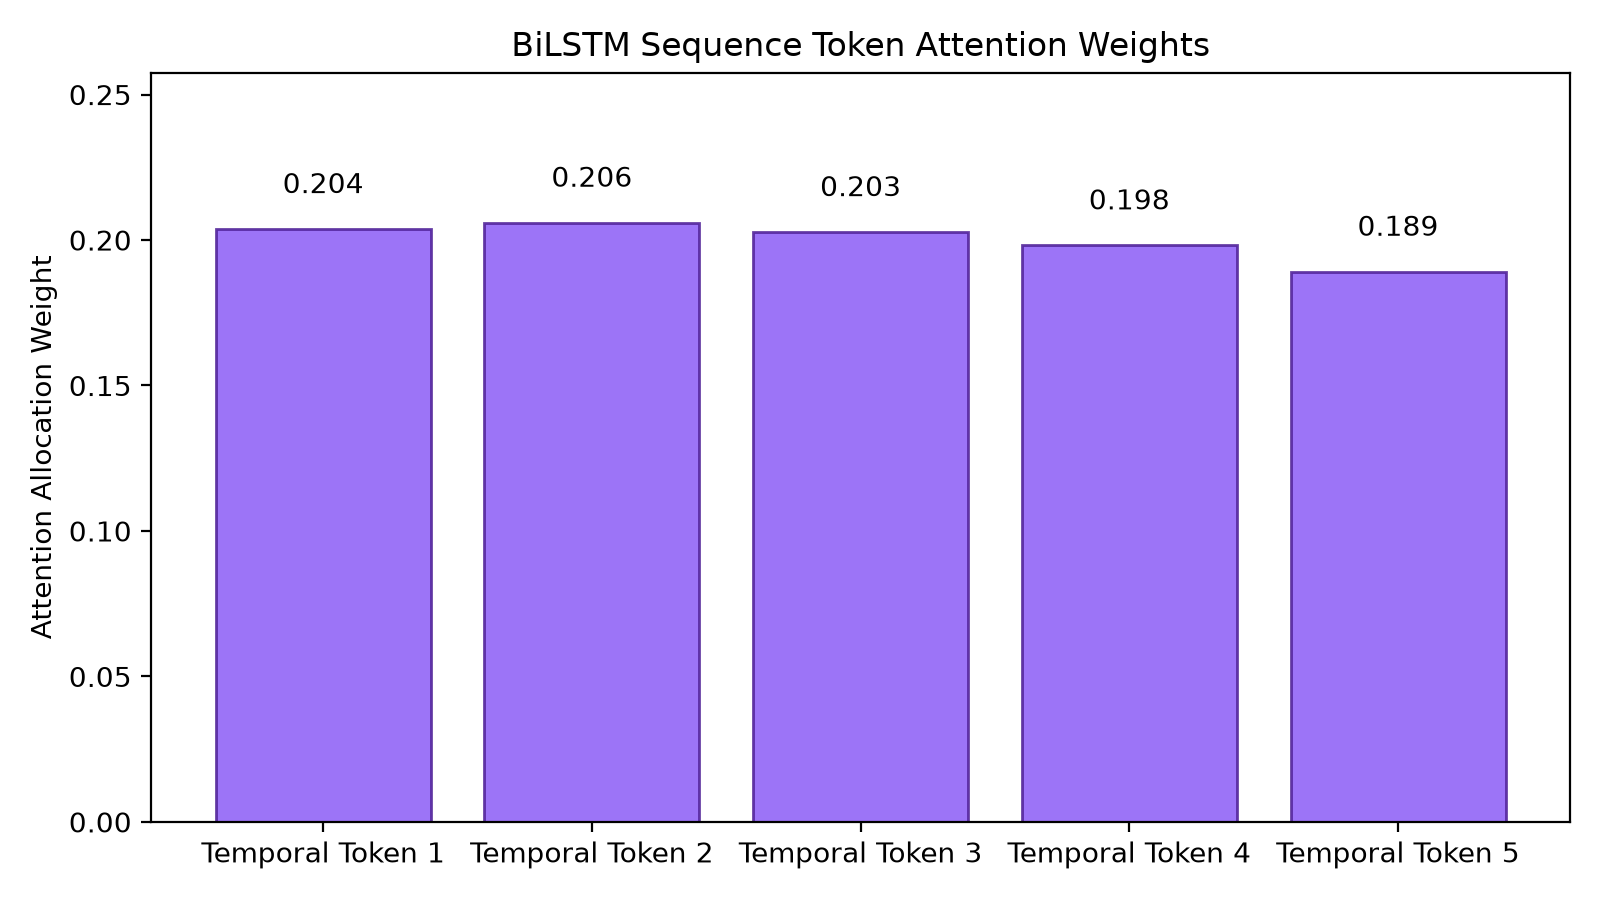 BiLSTM Sequence Token Attention Weights
Attention Allocation Weight
0.25
0.20
0.15
0.10
0.05
0.00
0.204
0.206
0.203
0.198
0.189
Temporal Token 1
Temporal Token 2
Temporal Token 3
Temporal Token 4
Temporal Token 5